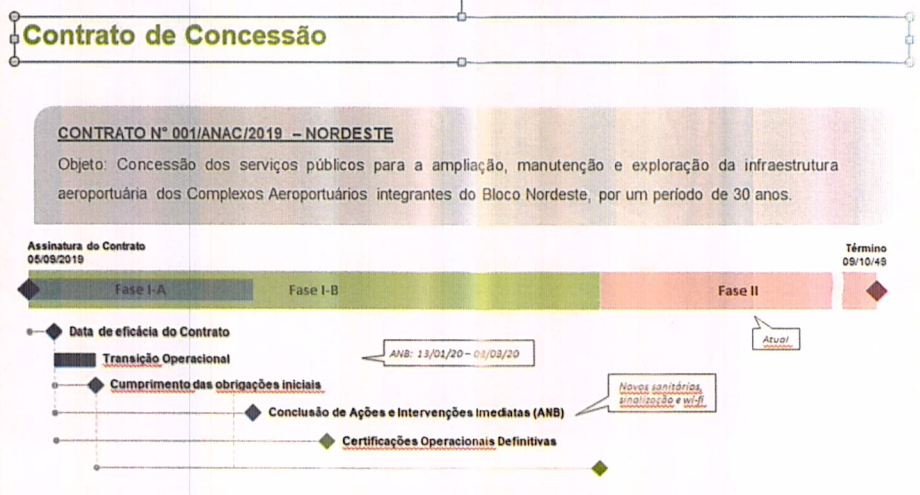 Contrato de Concessão
CONTRATO Nº 001/ANAC/2019 – NORDESTE
Objeto: Concessão dos serviços públicos para a ampliação, manutenção e exploração da infraestrutura
aeroportuária dos Complexos Aeroportuários integrantes do Bloco Nordeste, por um período de 30 anos.
Assinatura do Contrato
05/09/2019
Término
09/10/49
Fase I-A
Fase I-B
Fase II
Data de eficácia do Contrato
Atual
Transição Operacional
ANB: 13/01/20 – 09/03/20
Cumprimento das obrigações iniciais
Novos sanitários,
sinalização e wi-fi
Conclusão de Ações e Intervenções Imediatas (ANB)
Certificações Operacionais Definitivas